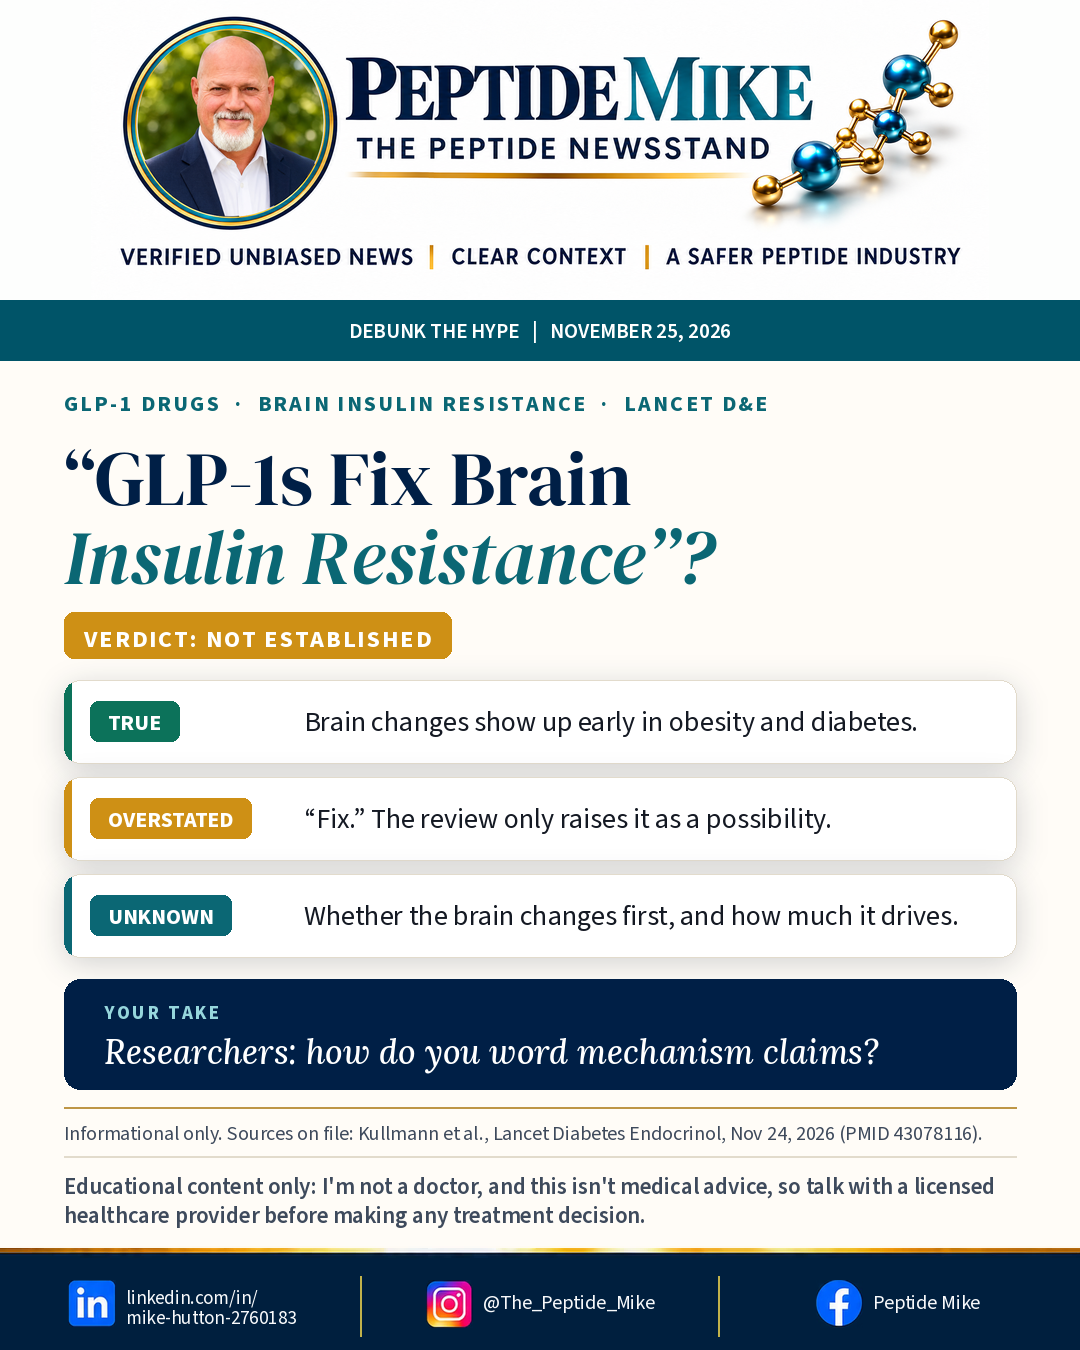 PEPTIDEMIKE
THE PEPTIDE NEWSSTAND
VERIFIED UNBIASED NEWS | CLEAR CONTEXT | A SAFER PEPTIDE INDUSTRY
DEBUNK THE HYPE | NOVEMBER 25, 2026
GLP-1 DRUGS · BRAIN INSULIN RESISTANCE · LANCET D&E
“GLP-1s Fix Brain
Insulin Resistance”?
VERDICT: NOT ESTABLISHED
TRUE Brain changes show up early in obesity and diabetes.
OVERSTATED “Fix.” The review only raises it as a possibility.
UNKNOWN Whether the brain changes first, and how much it drives.
YOUR TAKE
Researchers: how do you word mechanism claims?
Informational only. Sources on file: Kullmann et al., Lancet Diabetes Endocrinol, Nov 24, 2026 (PMID 43078116).
Educational content only: I'm not a doctor, and this isn't medical advice, so talk with a licensed
healthcare provider before making any treatment decision.
linkedin.com/in/
mike-hutton-2760183
@The_Peptide_Mike
Peptide Mike